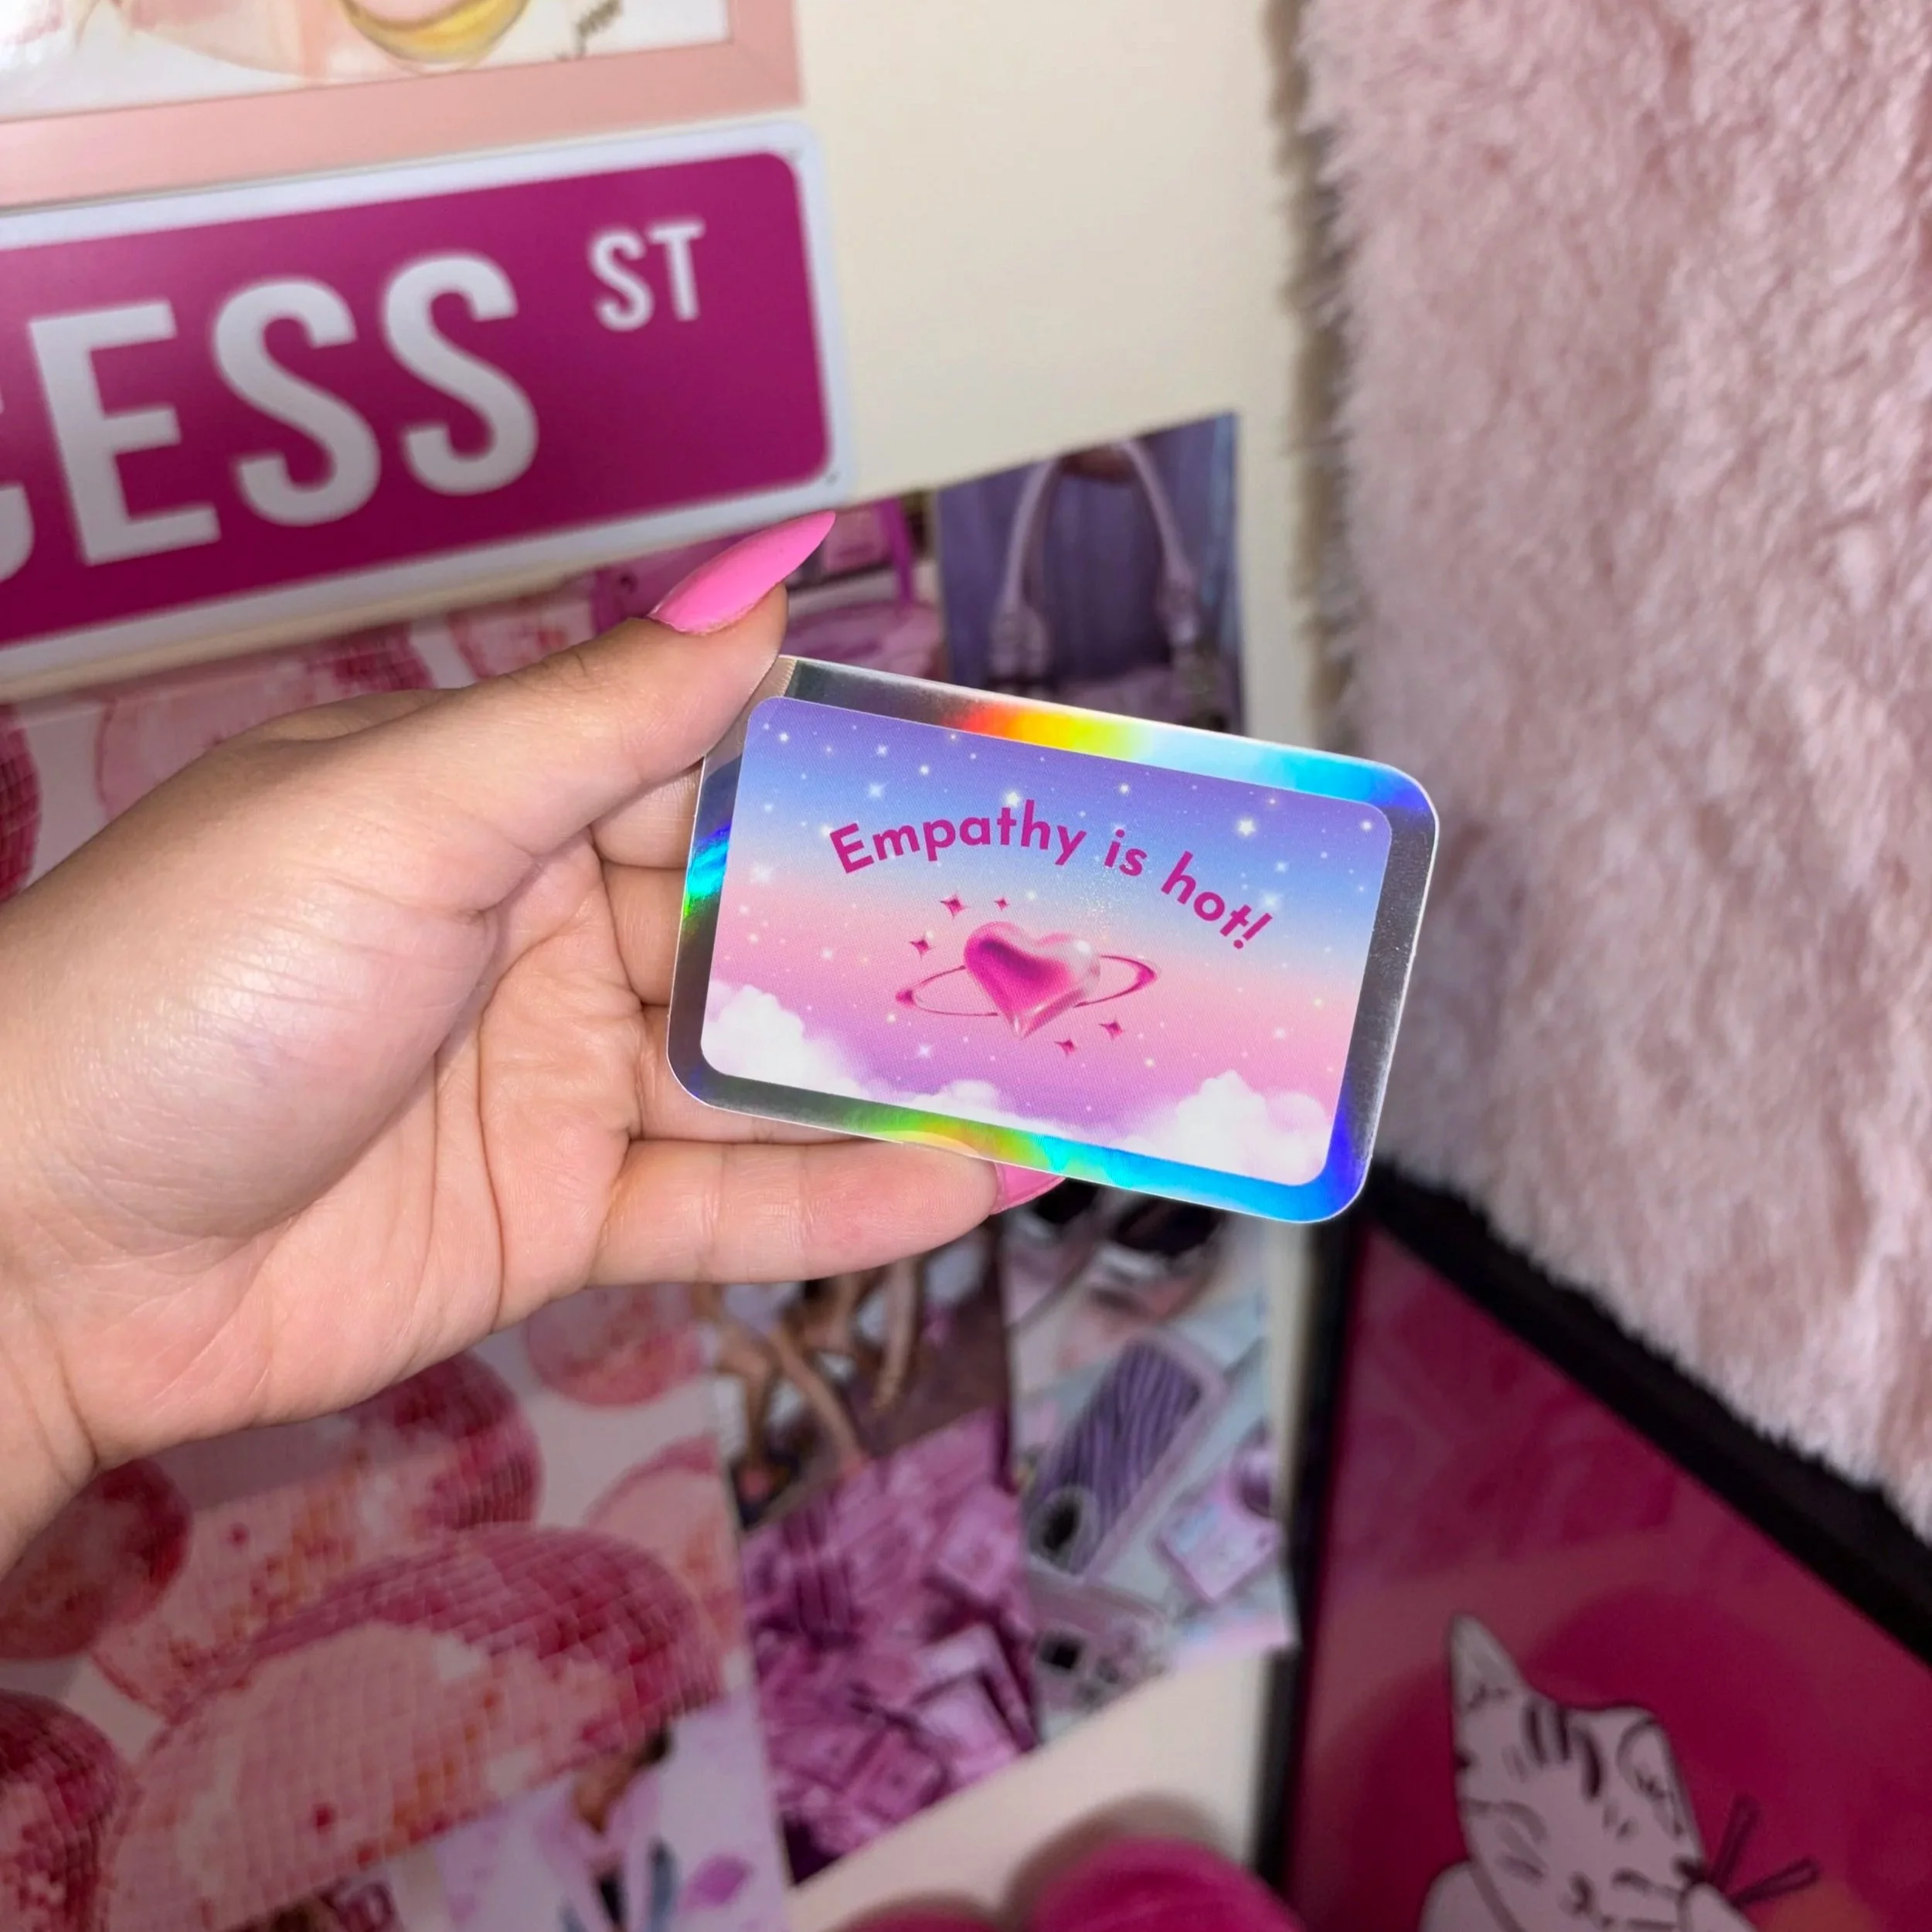 CESS ST
Empathy is hot!